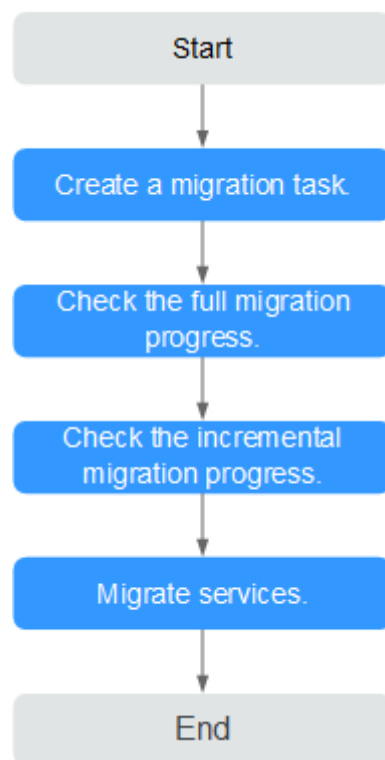 Start
Create a migration task.
Check the full migration
progress.
Check the incremental
migration progress.
Migrate services.
End